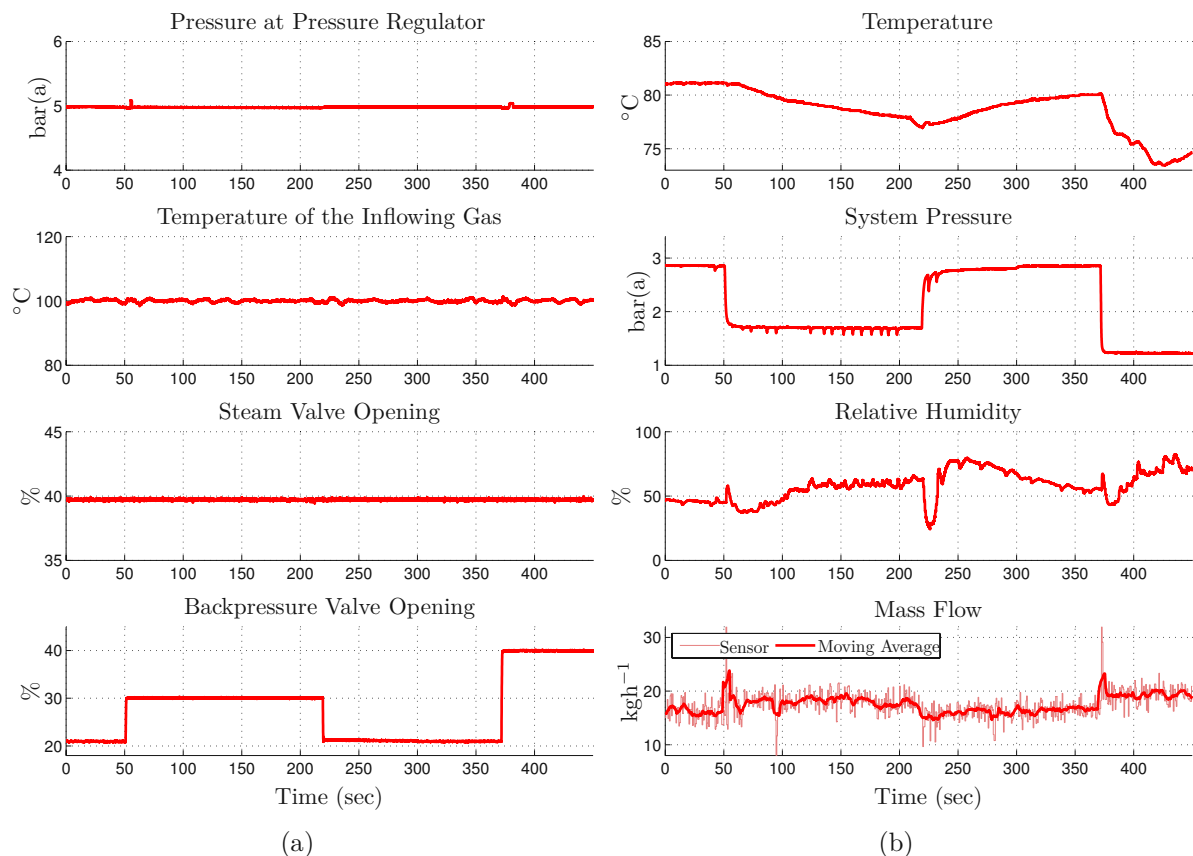 Pressure at Pressure Regulator
6
5
4
bar(a)
0 50 100 150 200 250 300 350 400
Temperature of the Inflowing Gas
120
100
80
°C
0 50 100 150 200 250 300 350 400
Steam Valve Opening
45
40
35
%
0 50 100 150 200 250 300 350 400
Backpressure Valve Opening
40
30
20
%
0 50 100 150 200 250 300 350 400
Time (sec)
(a)
Temperature
85
80
75
°C
0 50 100 150 200 250 300 350 400
System Pressure
3
2
1
bar(a)
0 50 100 150 200 250 300 350 400
Relative Humidity
100
50
0
%
0 50 100 150 200 250 300 350 400
Mass Flow
30
20
10
kgh⁻¹
Sensor Moving Average
0 50 100 150 200 250 300 350 400
Time (sec)
(b)